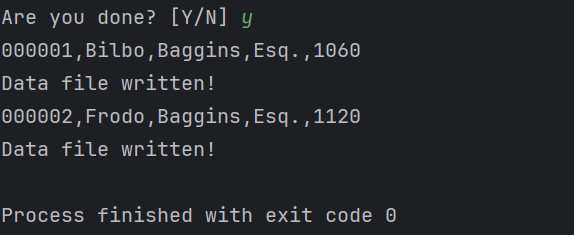 Are you done? [Y/N] y
000001,Bilbo,Baggins,Esq.,1060
Data file written!
000002,Frodo,Baggins,Esq.,1120
Data file written!
Process finished with exit code 0